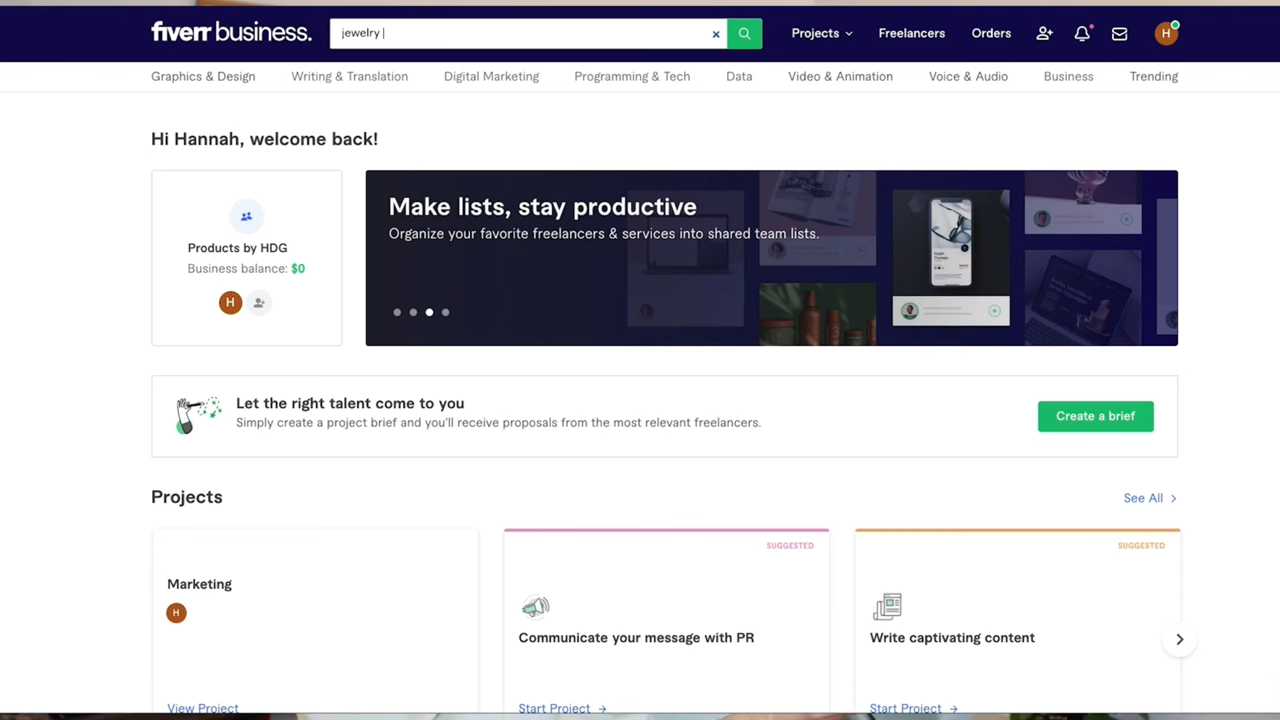 fiverr business.
jewelry
×
Projects
Freelancers
Orders
H
Graphics & Design
Writing & Translation
Digital Marketing
Programming & Tech
Data
Video & Animation
Voice & Audio
Business
Trending
Hi Hannah, welcome back!
Products by HDG
Business balance: $0
H
Make lists, stay productive
Organize your favorite freelancers & services into shared team lists.
Let the right talent come to you
Simply create a project brief and you'll receive proposals from the most relevant freelancers.
Create a brief
Projects
See All
Marketing
H
View Project
SUGGESTED
Communicate your message with PR
Start Project →
SUGGESTED
Write captivating content
Start Project →